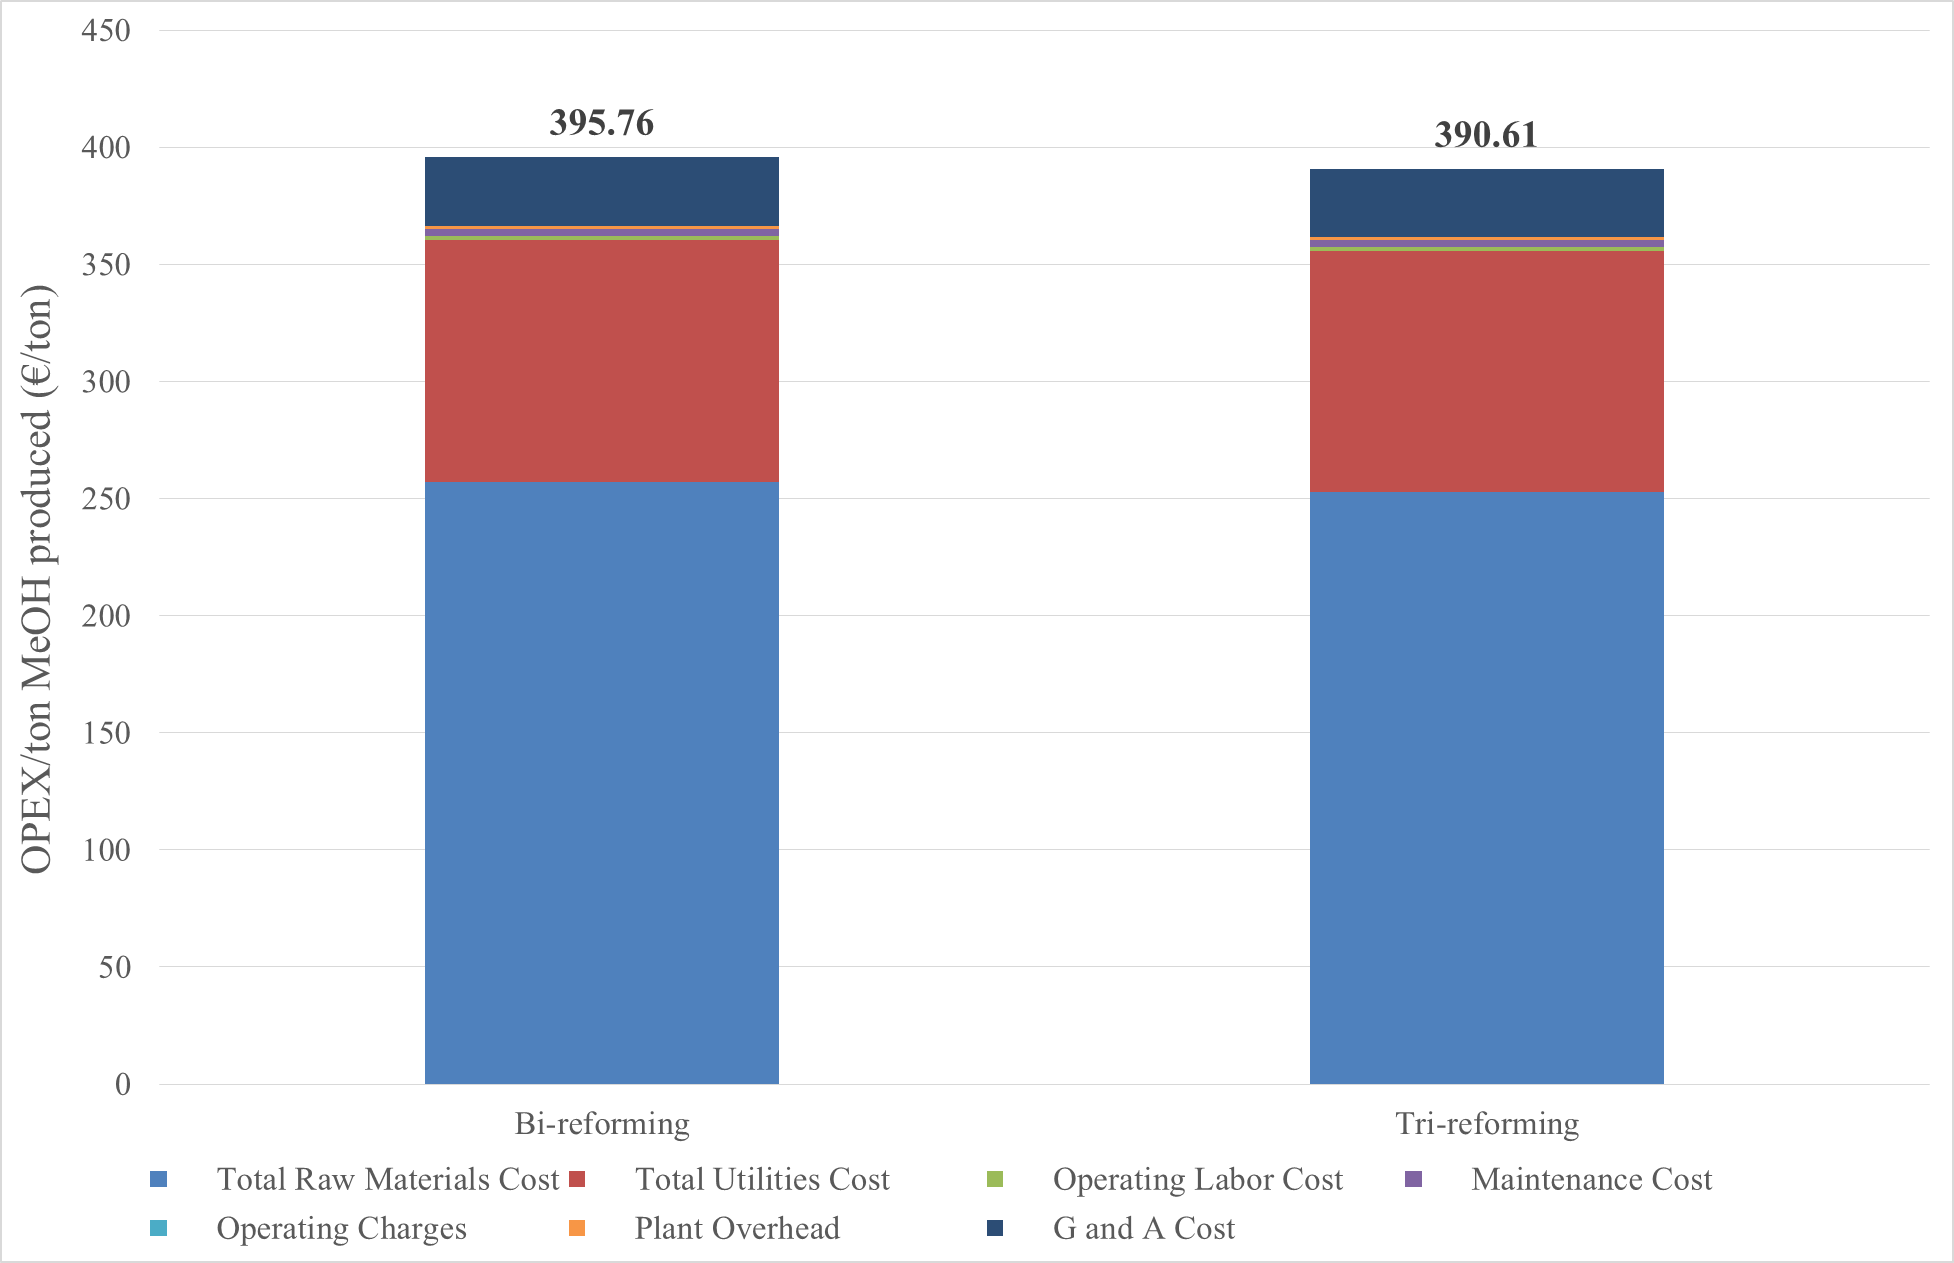 OPEX/ton MeOH produced (€/ton)
450
400
350
300
250
200
150
100
50
0
395.76
390.61
Bi-reforming
Tri-reforming
Total Raw Materials Cost
Total Utilities Cost
Operating Labor Cost
Maintenance Cost
Operating Charges
Plant Overhead
G and A Cost